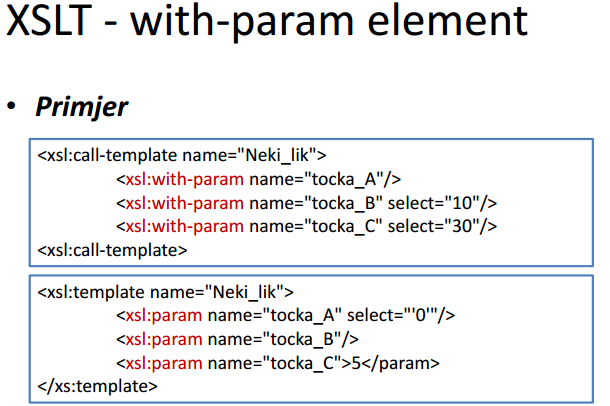 XSLT - with-param element
• Primjer
<xsl:call-template name="Neki_lik">
<xsl:with-param name="tocka_A"/>
<xsl:with-param name="tocka_B" select="10"/>
<xsl:with-param name="tocka_C" select="30"/>
<xsl:call-template>
<xsl:template name="Neki_lik">
<xsl:param name="tocka_A" select="'0'"/>
<xsl:param name="tocka_B"/>
<xsl:param name="tocka_C">5</param>
</xs:template>